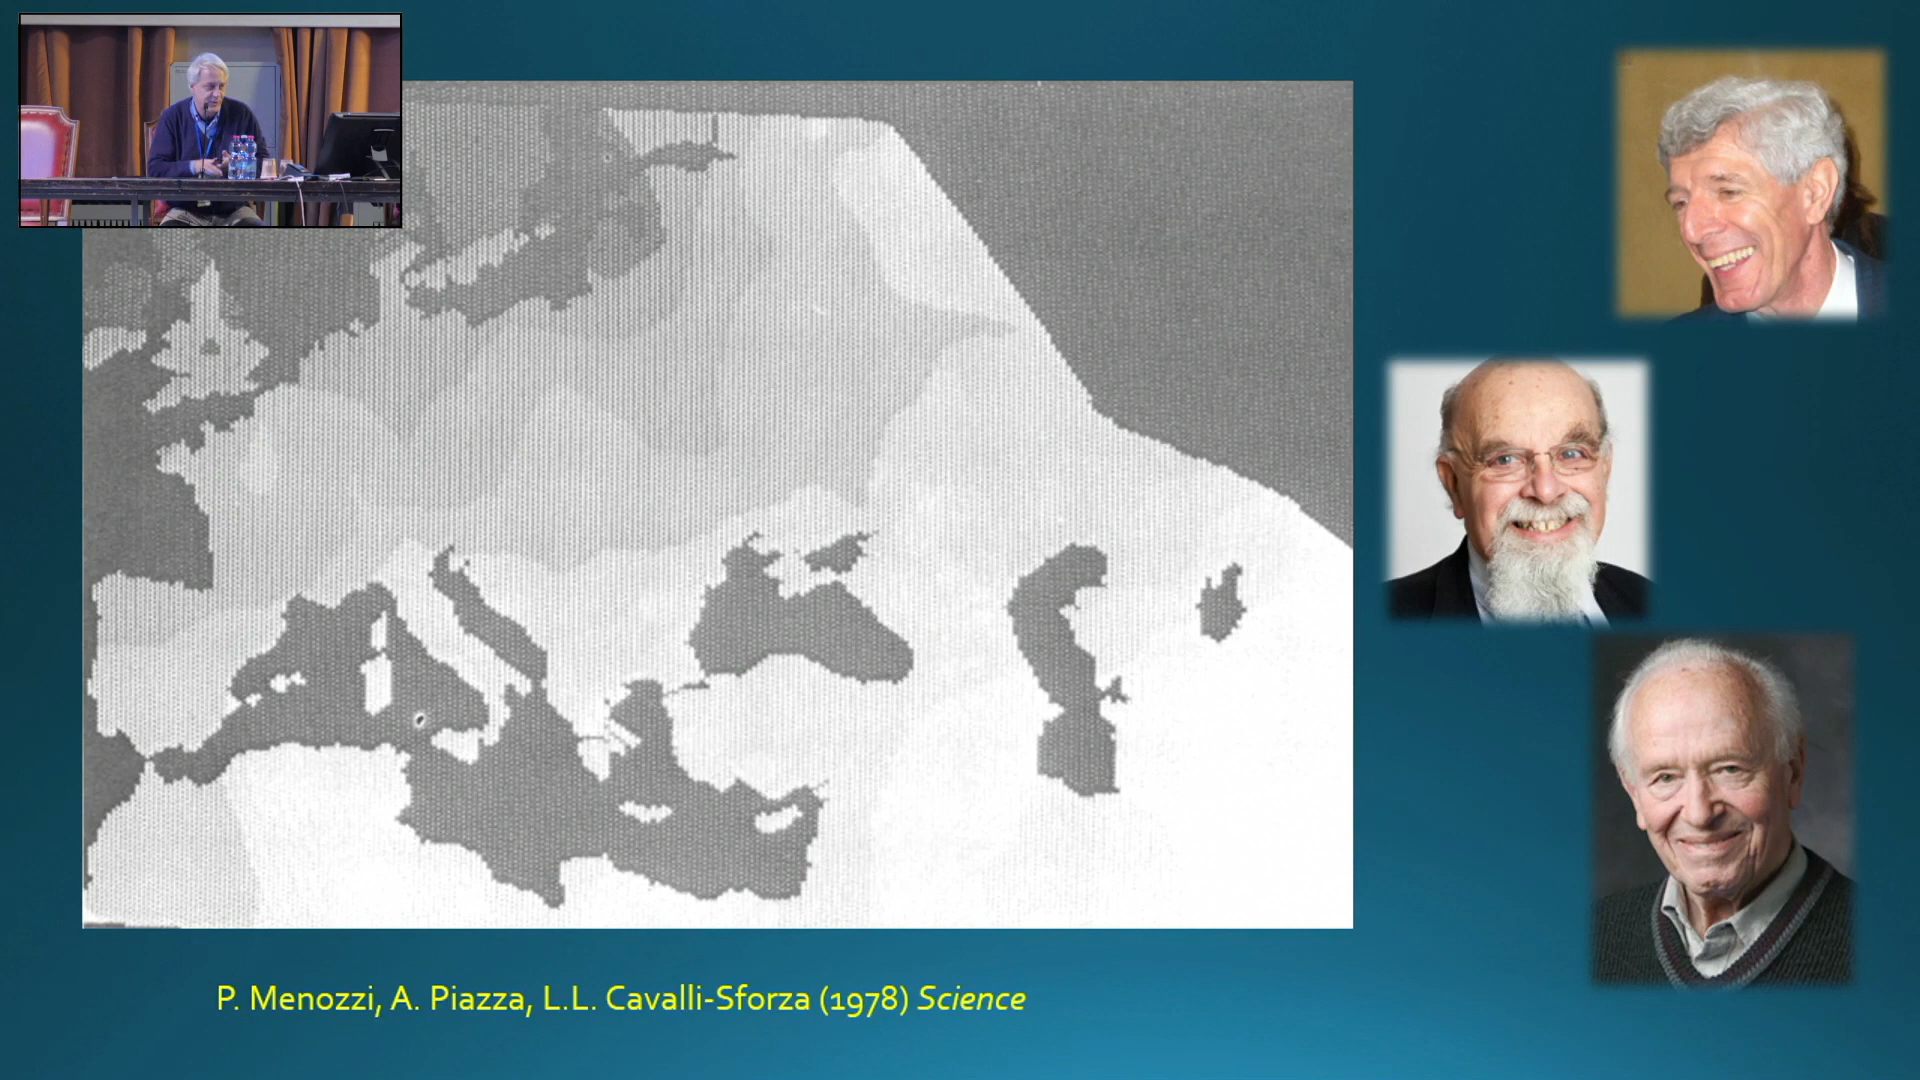 P. Menozzi, A. Piazza, L.L. Cavalli-Sforza (1978) Science